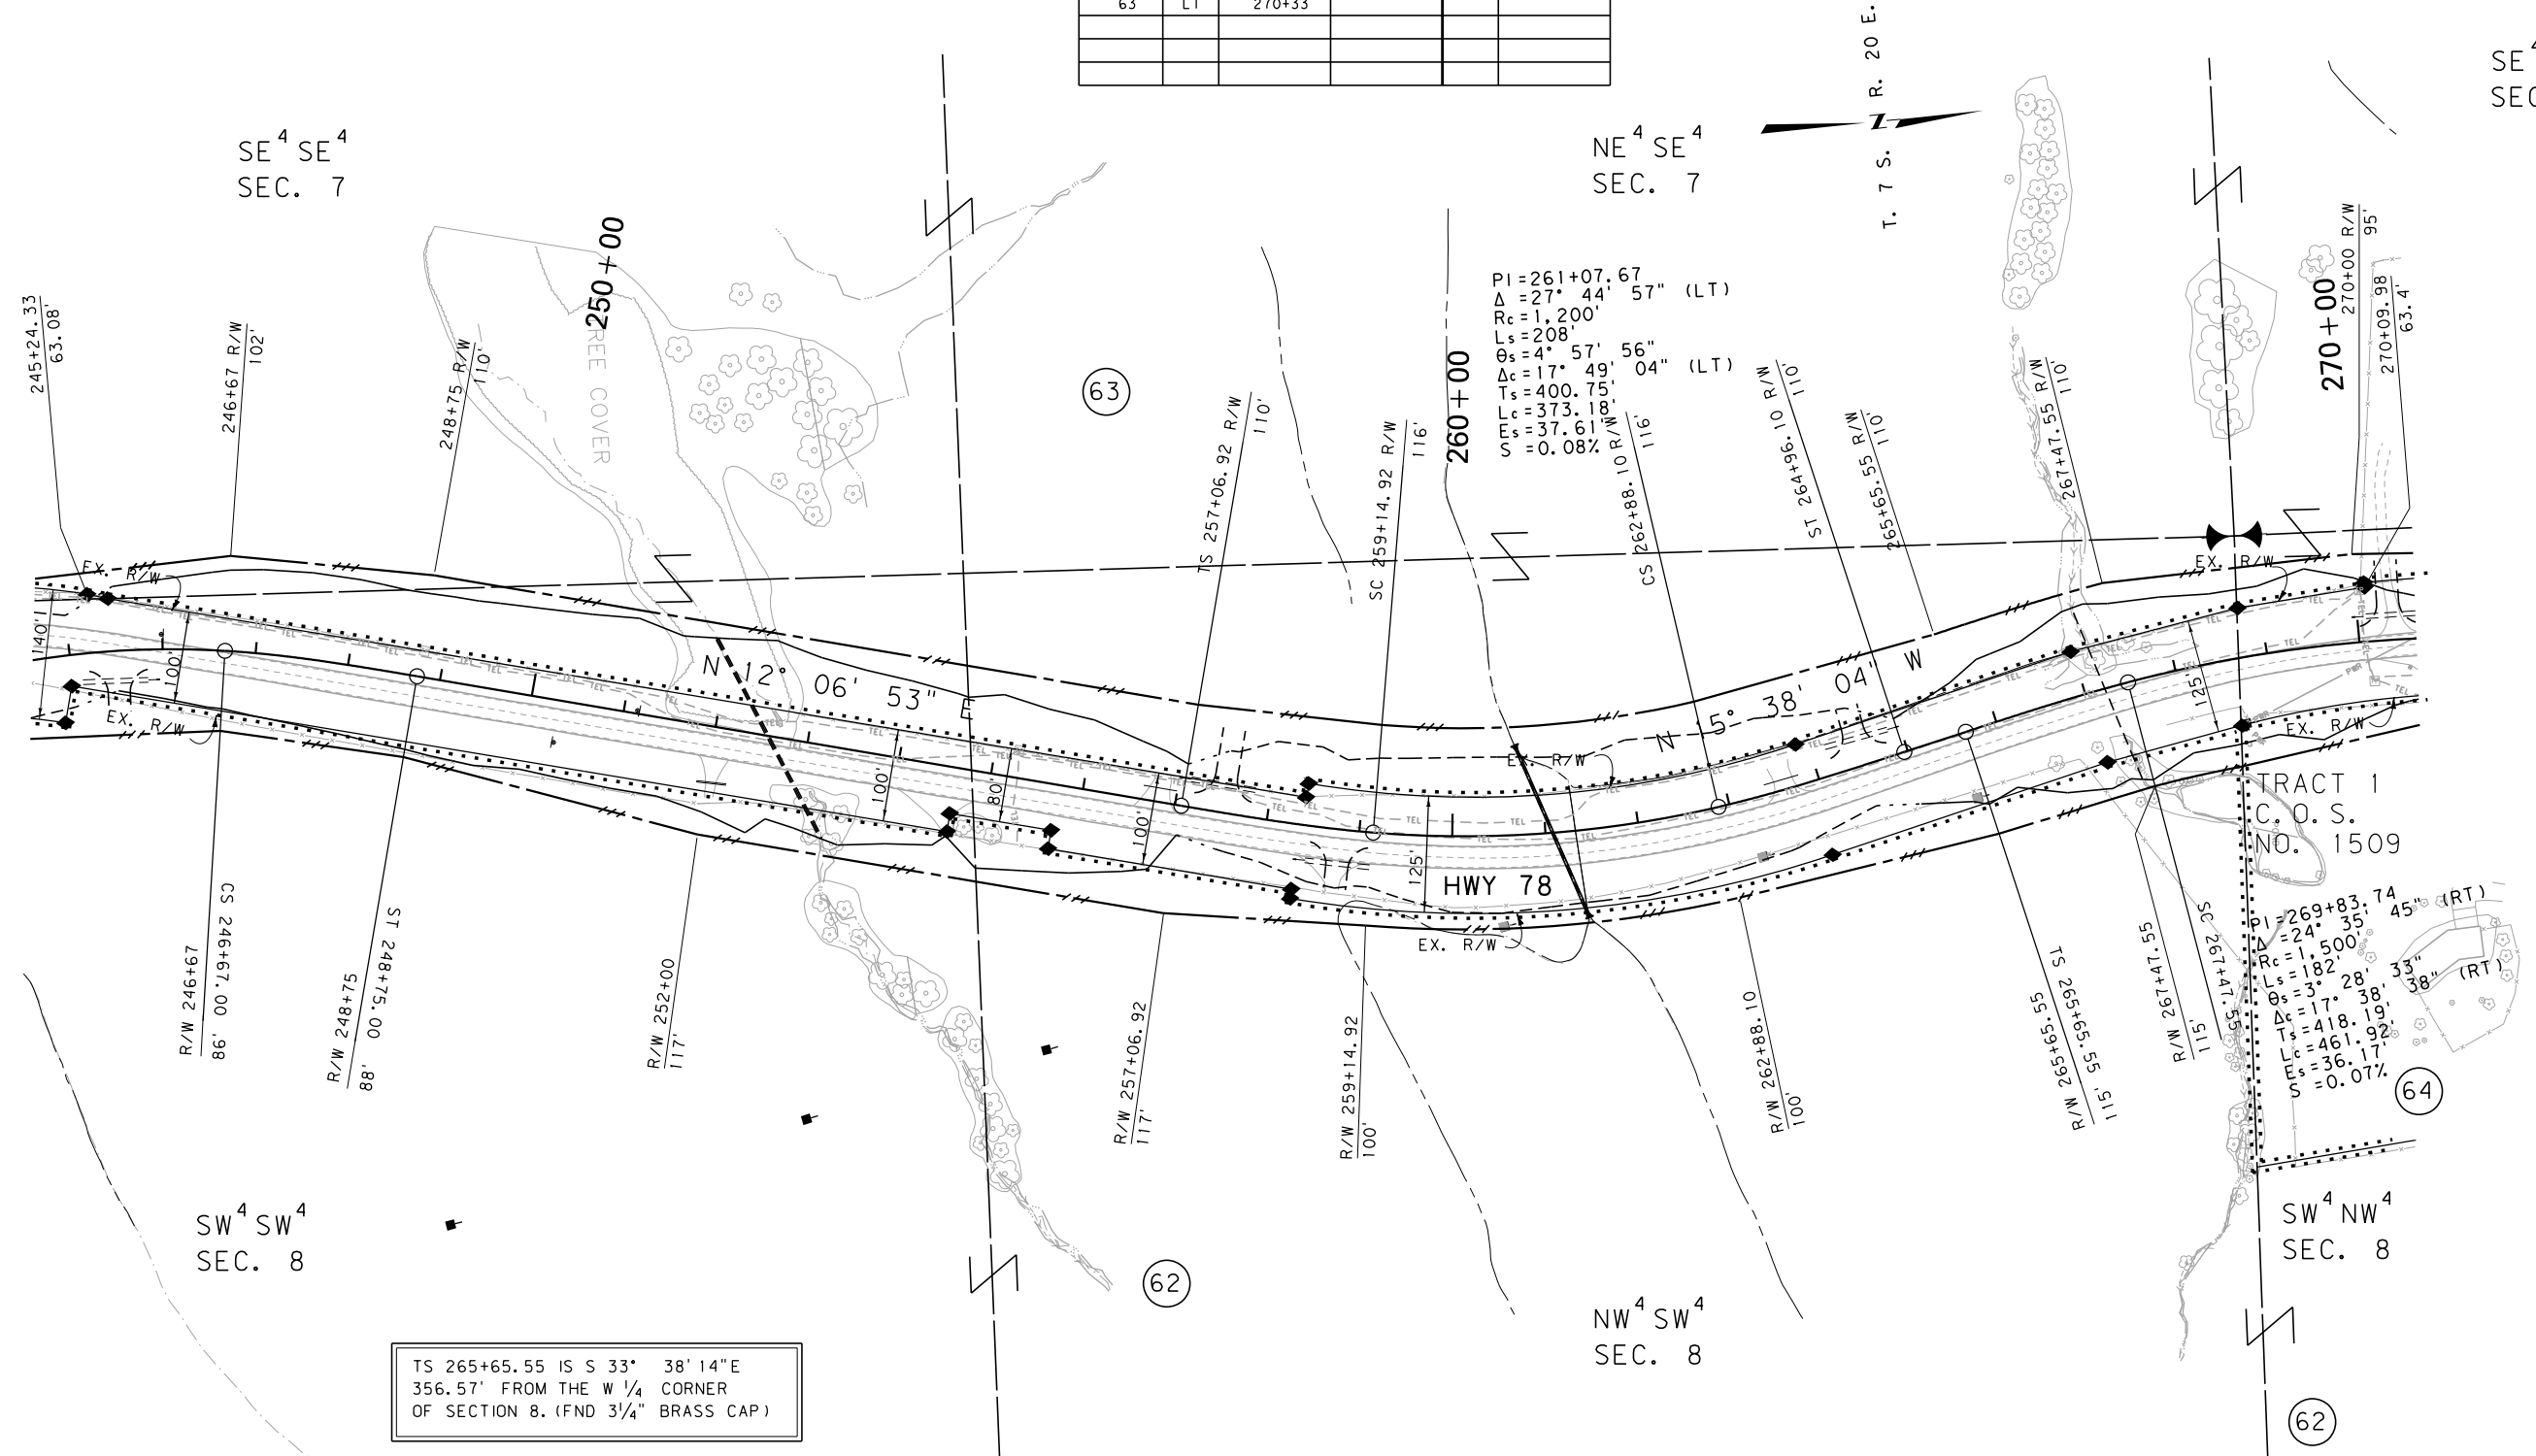 63 LT 270+33
SE⁴ SE⁴
SEC. 7
NE⁴ SE⁴
SEC. 7
T. 7 S. R. 20 E.
Z
SE⁴
SEC
245+24.33
63.08'
246+67 R/W
102'
248+75 R/W
110'
250+00
TREE COVER
63
TS 257+06.92 R/W
110'
SC 259+14.92 R/W
116'
260+00
PI=261+07.67
Δ =27° 44' 57" (LT)
Rc=1,200'
Ls=208'
θs=4° 57' 56"
Δc=17° 49' 04" (LT)
Ts=400.75'
Lc=373.18'
Es=37.61'
S =0.08%
CS 262+88.10 R/W
116'
ST 264+96.10 R/W
110'
265+65.55 R/W
110'
267+47.55 R/W
110'
270+00
270+00 R/W
95'
270+09.98
63.4'
EX. R/W
140'
100'
EX. R/W
N 12° 06' 53" E
100'
80'
100'
125'
HWY 78
EX. R/W
EX. R/W
N 15° 38' 04" W
EX. R/W
125'
EX. R/W
TEL
PWR
TRACT 1
C.O.S.
NO. 1509
PI=269+83.74
Δ =24° 35' 45" (RT)
Rc=1,500'
Ls=182'
θs=3° 28' 33"
Δc=17° 38' 38" (RT)
Ts=418.19'
Lc=461.92'
Es=36.17'
S =0.07%
64
R/W 246+67
CS 246+67.00 98'
R/W 248+75
ST 248+75.00 88'
R/W 252+00
117'
R/W 257+06.92
117'
R/W 259+14.92
100'
R/W 262+88.10
100'
R/W 265+65.55
TS 265+65.55 115'
R/W 267+47.55
115'
SC 267+47.55
SW⁴ SW⁴
SEC. 8
62
NW⁴ SW⁴
SEC. 8
SW⁴ NW⁴
SEC. 8
62
TS 265+65.55 IS S 33° 38'14"E
356.57' FROM THE W 1/4 CORNER
OF SECTION 8.(FND 3 1/4" BRASS CAP)